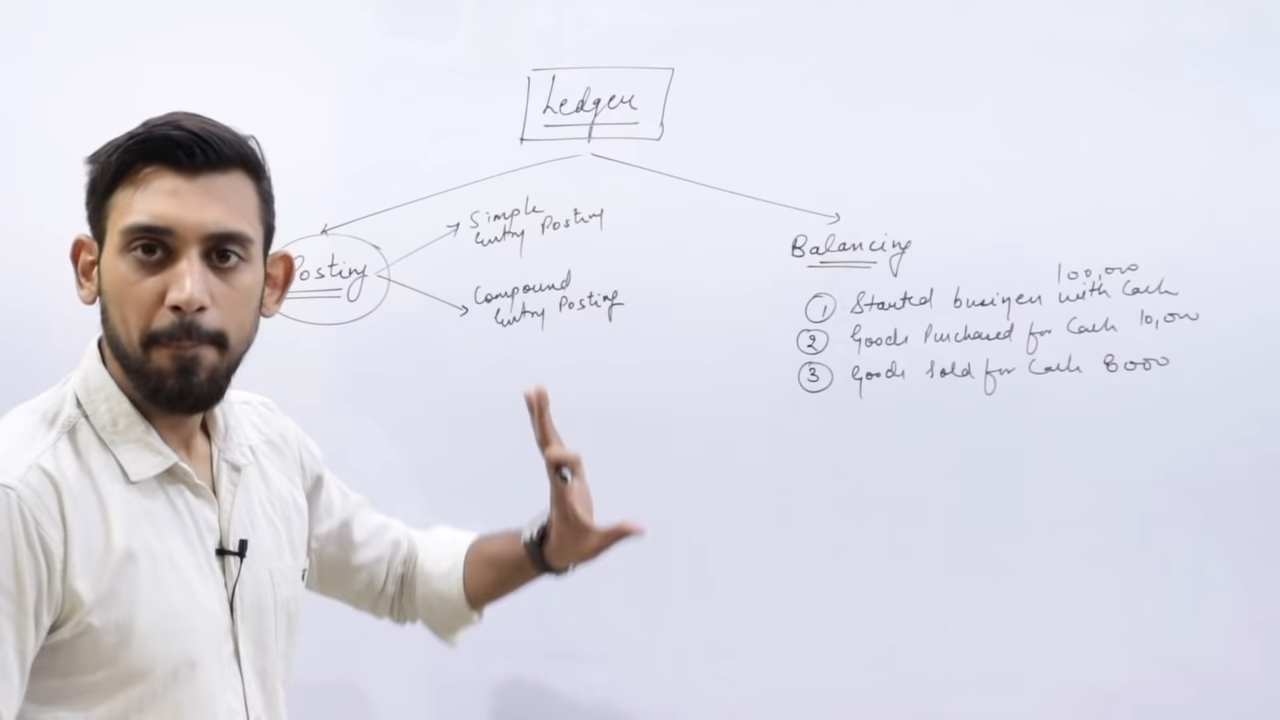 Ledger
Posting
Simple
Entry Posting
Compound
Entry Posting
Balancing
100,000
① Started business with Cash
② Goods Purchased for Cash 10,000
③ Goods Sold for Cash 8000